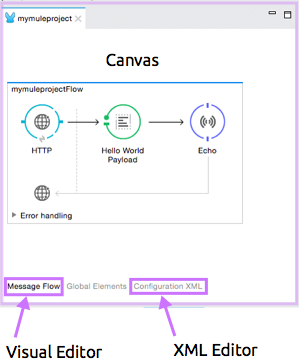 mymuleproject
Canvas
mymuleprojectFlow
HTTP
Hello World
Payload
Echo
Error handling
Message Flow Global Elements Configuration XML
Visual Editor
XML Editor